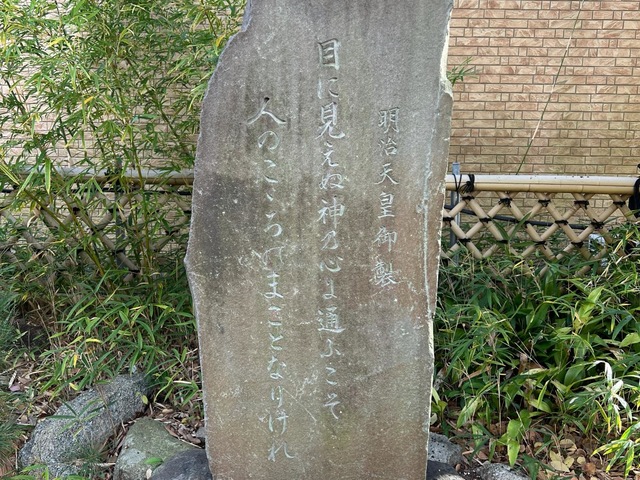 明治天皇御製
目に見えぬ神乃心に通ふこそ
人のこゝろのまことなりけれ